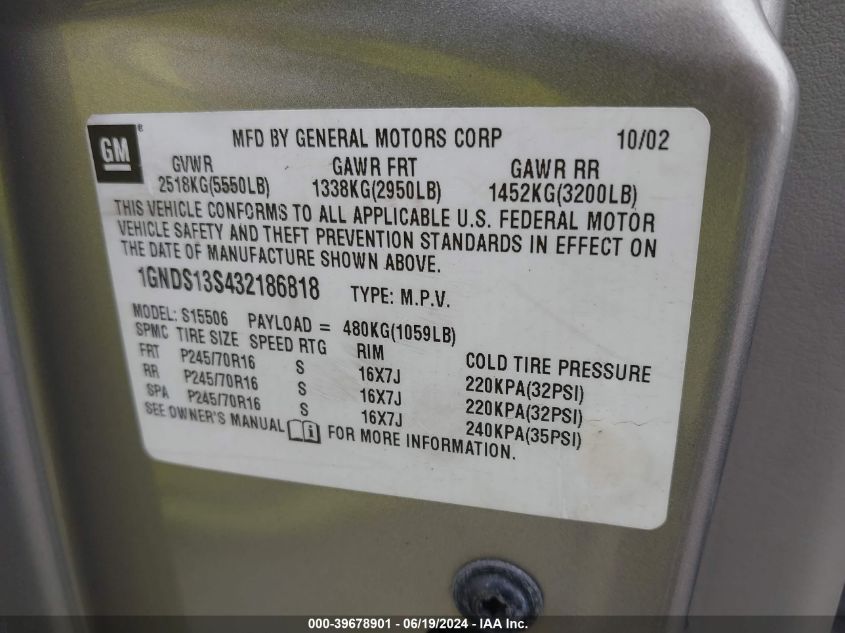 GM® MFD BY GENERAL MOTORS CORP 10/02
GVWR GAWR FRT GAWR RR
2518KG(5550LB) 1338KG(2950LB) 1452KG(3200LB)
THIS VEHICLE CONFORMS TO ALL APPLICABLE U.S. FEDERAL MOTOR
VEHICLE SAFETY AND THEFT PREVENTION STANDARDS IN EFFECT ON
THE DATE OF MANUFACTURE SHOWN ABOVE.
1GNDS13S432186818 TYPE: M.P.V.
MODEL: S15506 PAYLOAD = 480KG(1059LB)
SPMC TIRE SIZE SPEED RTG RIM COLD TIRE PRESSURE
FRT P245/70R16 S 16X7J 220KPA(32PSI)
RR P245/70R16 S 16X7J 220KPA(32PSI)
SPA P245/70R16 S 16X7J 240KPA(35PSI)
SEE OWNER'S MANUAL FOR MORE INFORMATION.
000-39678901 - 06/19/2024 - IAA Inc.